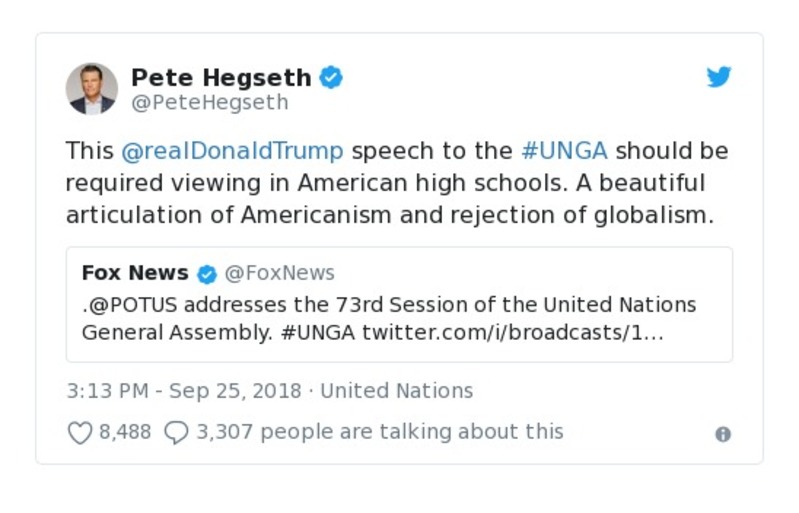 Pete Hegseth
@PeteHegseth
This @realDonaldTrump speech to the #UNGA should be
required viewing in American high schools. A beautiful
articulation of Americanism and rejection of globalism.
Fox News @FoxNews
.@POTUS addresses the 73rd Session of the United Nations
General Assembly. #UNGA twitter.com/i/broadcasts/1...
3:13 PM - Sep 25, 2018 · United Nations
8,488 3,307 people are talking about this